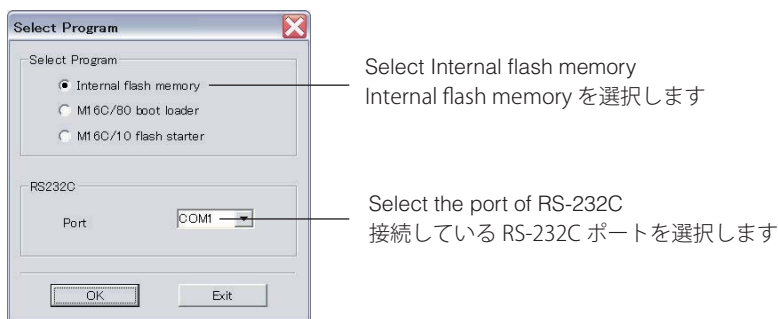 Select Program
Select Program
Internal flash memory
M16C/80 boot loader
M16C/10 flash starter
Select Internal flash memory
Internal flash memory を選択します
RS232C
Port
COM1
Select the port of RS-232C
接続している RS-232C ポートを選択します
OK
Exit